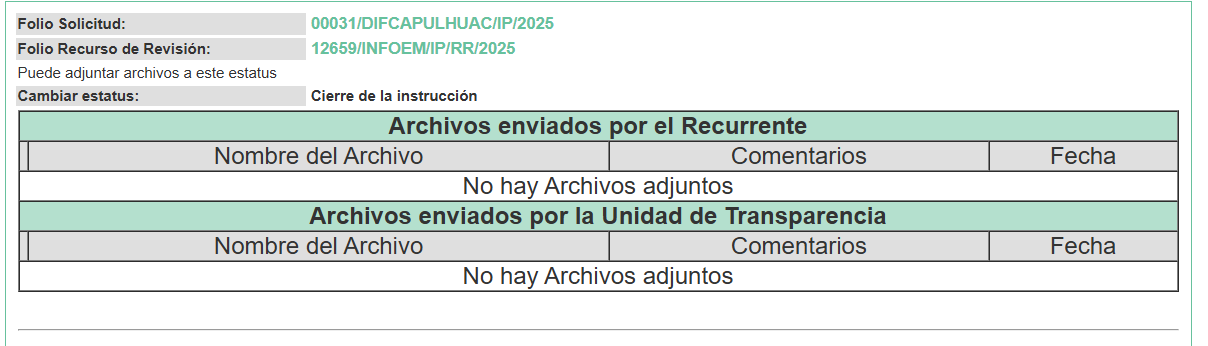 Folio Solicitud: 00031/DIFCAPULHUAC/IP/2025
Folio Recurso de Revisión: 12659/INFOEM/IP/RR/2025
Puede adjuntar archivos a este estatus
Cambiar estatus: Cierre de la instrucción
Archivos enviados por el Recurrente
Nombre del Archivo Comentarios Fecha
No hay Archivos adjuntos
Archivos enviados por la Unidad de Transparencia
Nombre del Archivo Comentarios Fecha
No hay Archivos adjuntos